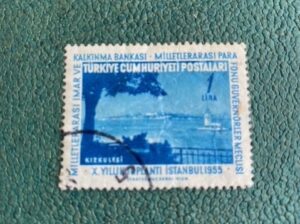 MİLLETLERARASI İMAR VE
KALKINMA BANKASI - MİLLETLERARASI PARA
FONU GUVERNÖRLER MECLİSİ
TÜRKİYE CUMHURİYETİ POSTALARI
1
LİRA
KIZKULESİ
X. YILLIK TOPLANTI İSTANBUL 1955